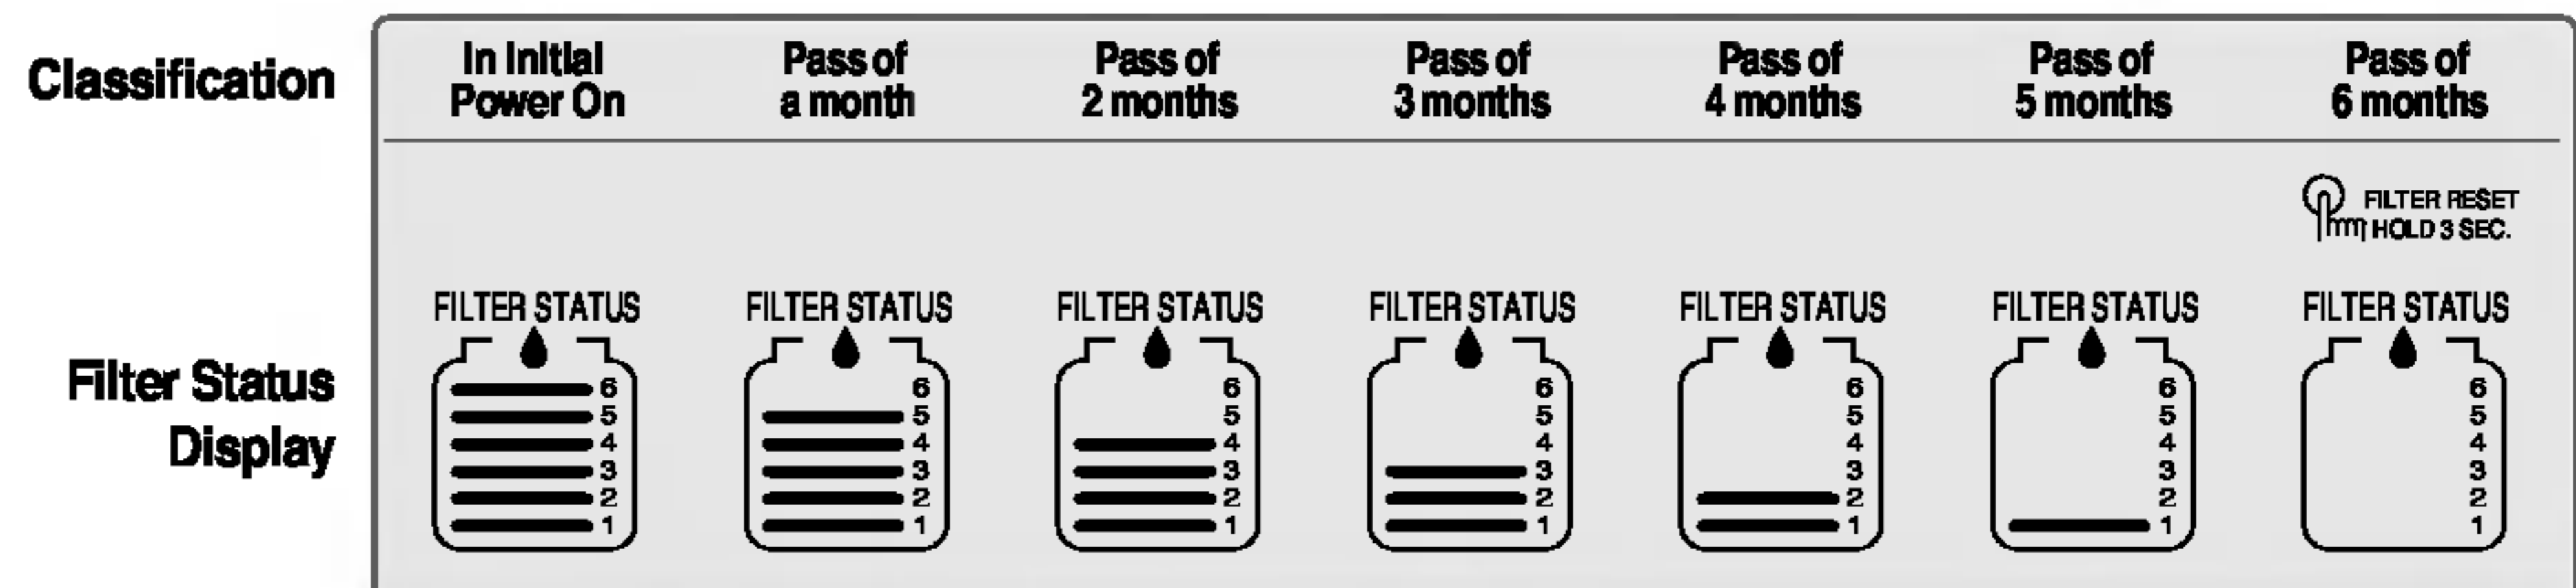 Classification
In Initial
Power On
Pass of
a month
Pass of
2 months
Pass of
3 months
Pass of
4 months
Pass of
5 months
Pass of
6 months
FILTER RESET
HOLD 3 SEC.
Filter Status
Display
FILTER STATUS
6
5
4
3
2
1
FILTER STATUS
6
5
4
3
2
1
FILTER STATUS
6
5
4
3
2
1
FILTER STATUS
6
5
4
3
2
1
FILTER STATUS
6
5
4
3
2
1
FILTER STATUS
6
5
4
3
2
1
FILTER STATUS
6
5
4
3
2
1